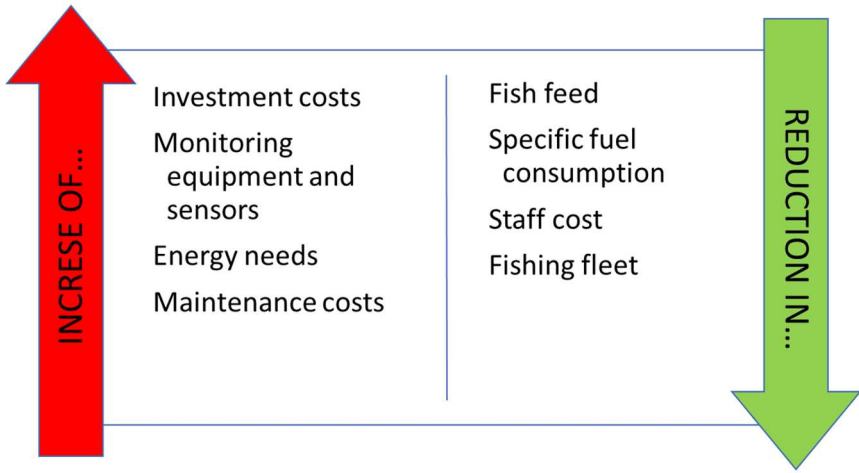 INCRESE OF...
Investment costs
Monitoring
equipment and
sensors
Energy needs
Maintenance costs
Fish feed
Specific fuel
consumption
Staff cost
Fishing fleet
REDUCTION IN...